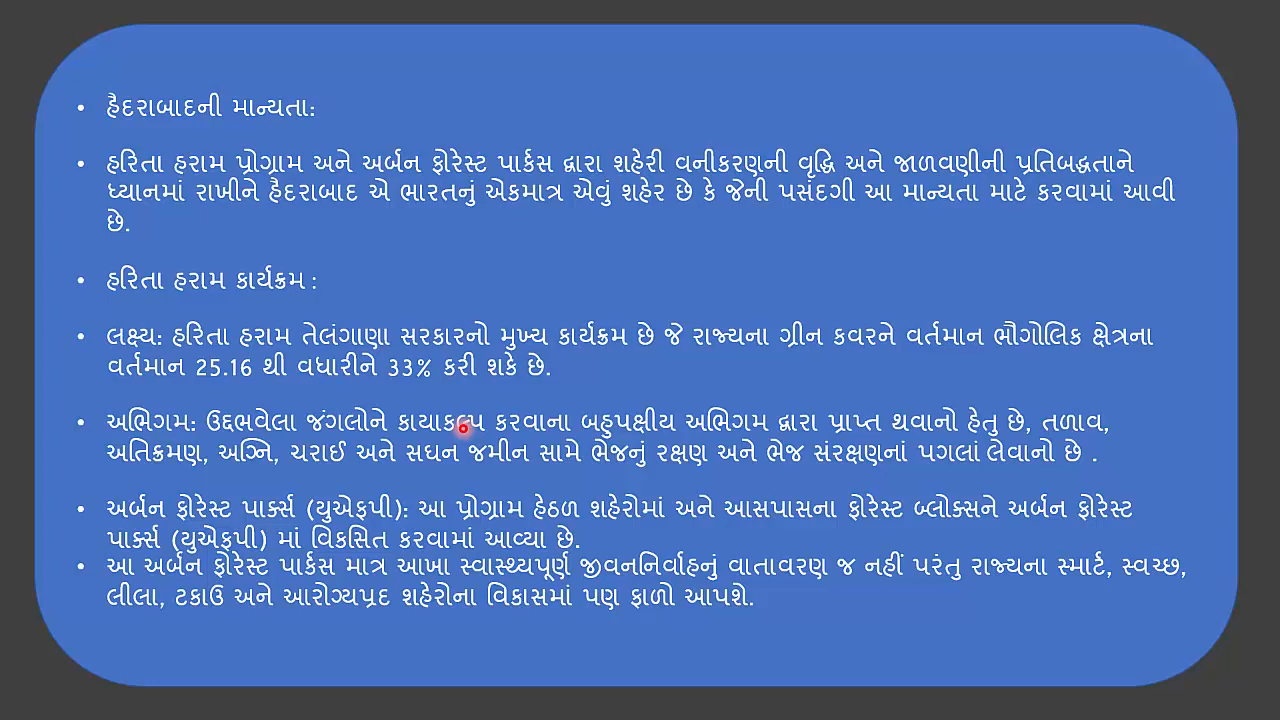 • હૈદરાબાદની માન્યતા:
• હરિતા હરામ પ્રોગ્રામ અને અર્બન ફોરેસ્ટ પાર્કસ દ્વારા શહેરી વનીકરણની વૃદ્ધિ અને જાળવણીની પ્રતિબદ્ધતાને
ધ્યાનમાં રાખીને હૈદરાબાદ એ ભારતનું એકમાત્ર એવું શહેર છે કે જેની પસંદગી આ માન્યતા માટે કરવામાં આવી
છે.
• હરિતા હરામ કાર્યક્રમ :
• લક્ષ્ય: હરિતા હરામ તેલંગાણા સરકારનો મુખ્ય કાર્યક્રમ છે જે રાજ્યના ગ્રીન કવરને વર્તમાન ભૌગોલિક ક્ષેત્રના
વર્તમાન 25.16 થી વધારીને 33% કરી શકે છે.
• અભિગમ: ઉદ્દભવેલા જંગલોને કાયાકલ્પ કરવાના બહુપક્ષીય અભિગમ દ્વારા પ્રાપ્ત થવાનો હેતુ છે, તળાવ,
અતિક્રમણ, અગ્નિ, ચરાઈ અને સઘન જમીન સામે ભેજનું રક્ષણ અને ભેજ સંરક્ષણનાં પગલાં લેવાનો છે .
• અર્બન ફોરેસ્ટ પાર્ક્સ (યુએફપી): આ પ્રોગ્રામ હેઠળ શહેરોમાં અને આસપાસના ફોરેસ્ટ બ્લોક્સને અર્બન ફોરેસ્ટ
પાર્ક્સ (યુએફપી) માં વિકસિત કરવામાં આવ્યા છે.
• આ અર્બન ફોરેસ્ટ પાર્કસ માત્ર આખા સ્વાસ્થ્યપૂર્ણ જીવનનિર્વાહનું વાતાવરણ જ નહીં પરંતુ રાજ્યના સ્માર્ટ, સ્વચ્છ,
લીલા, ટકાઉ અને આરોગ્યપ્રદ શહેરોના વિકાસમાં પણ ફાળો આપશે.